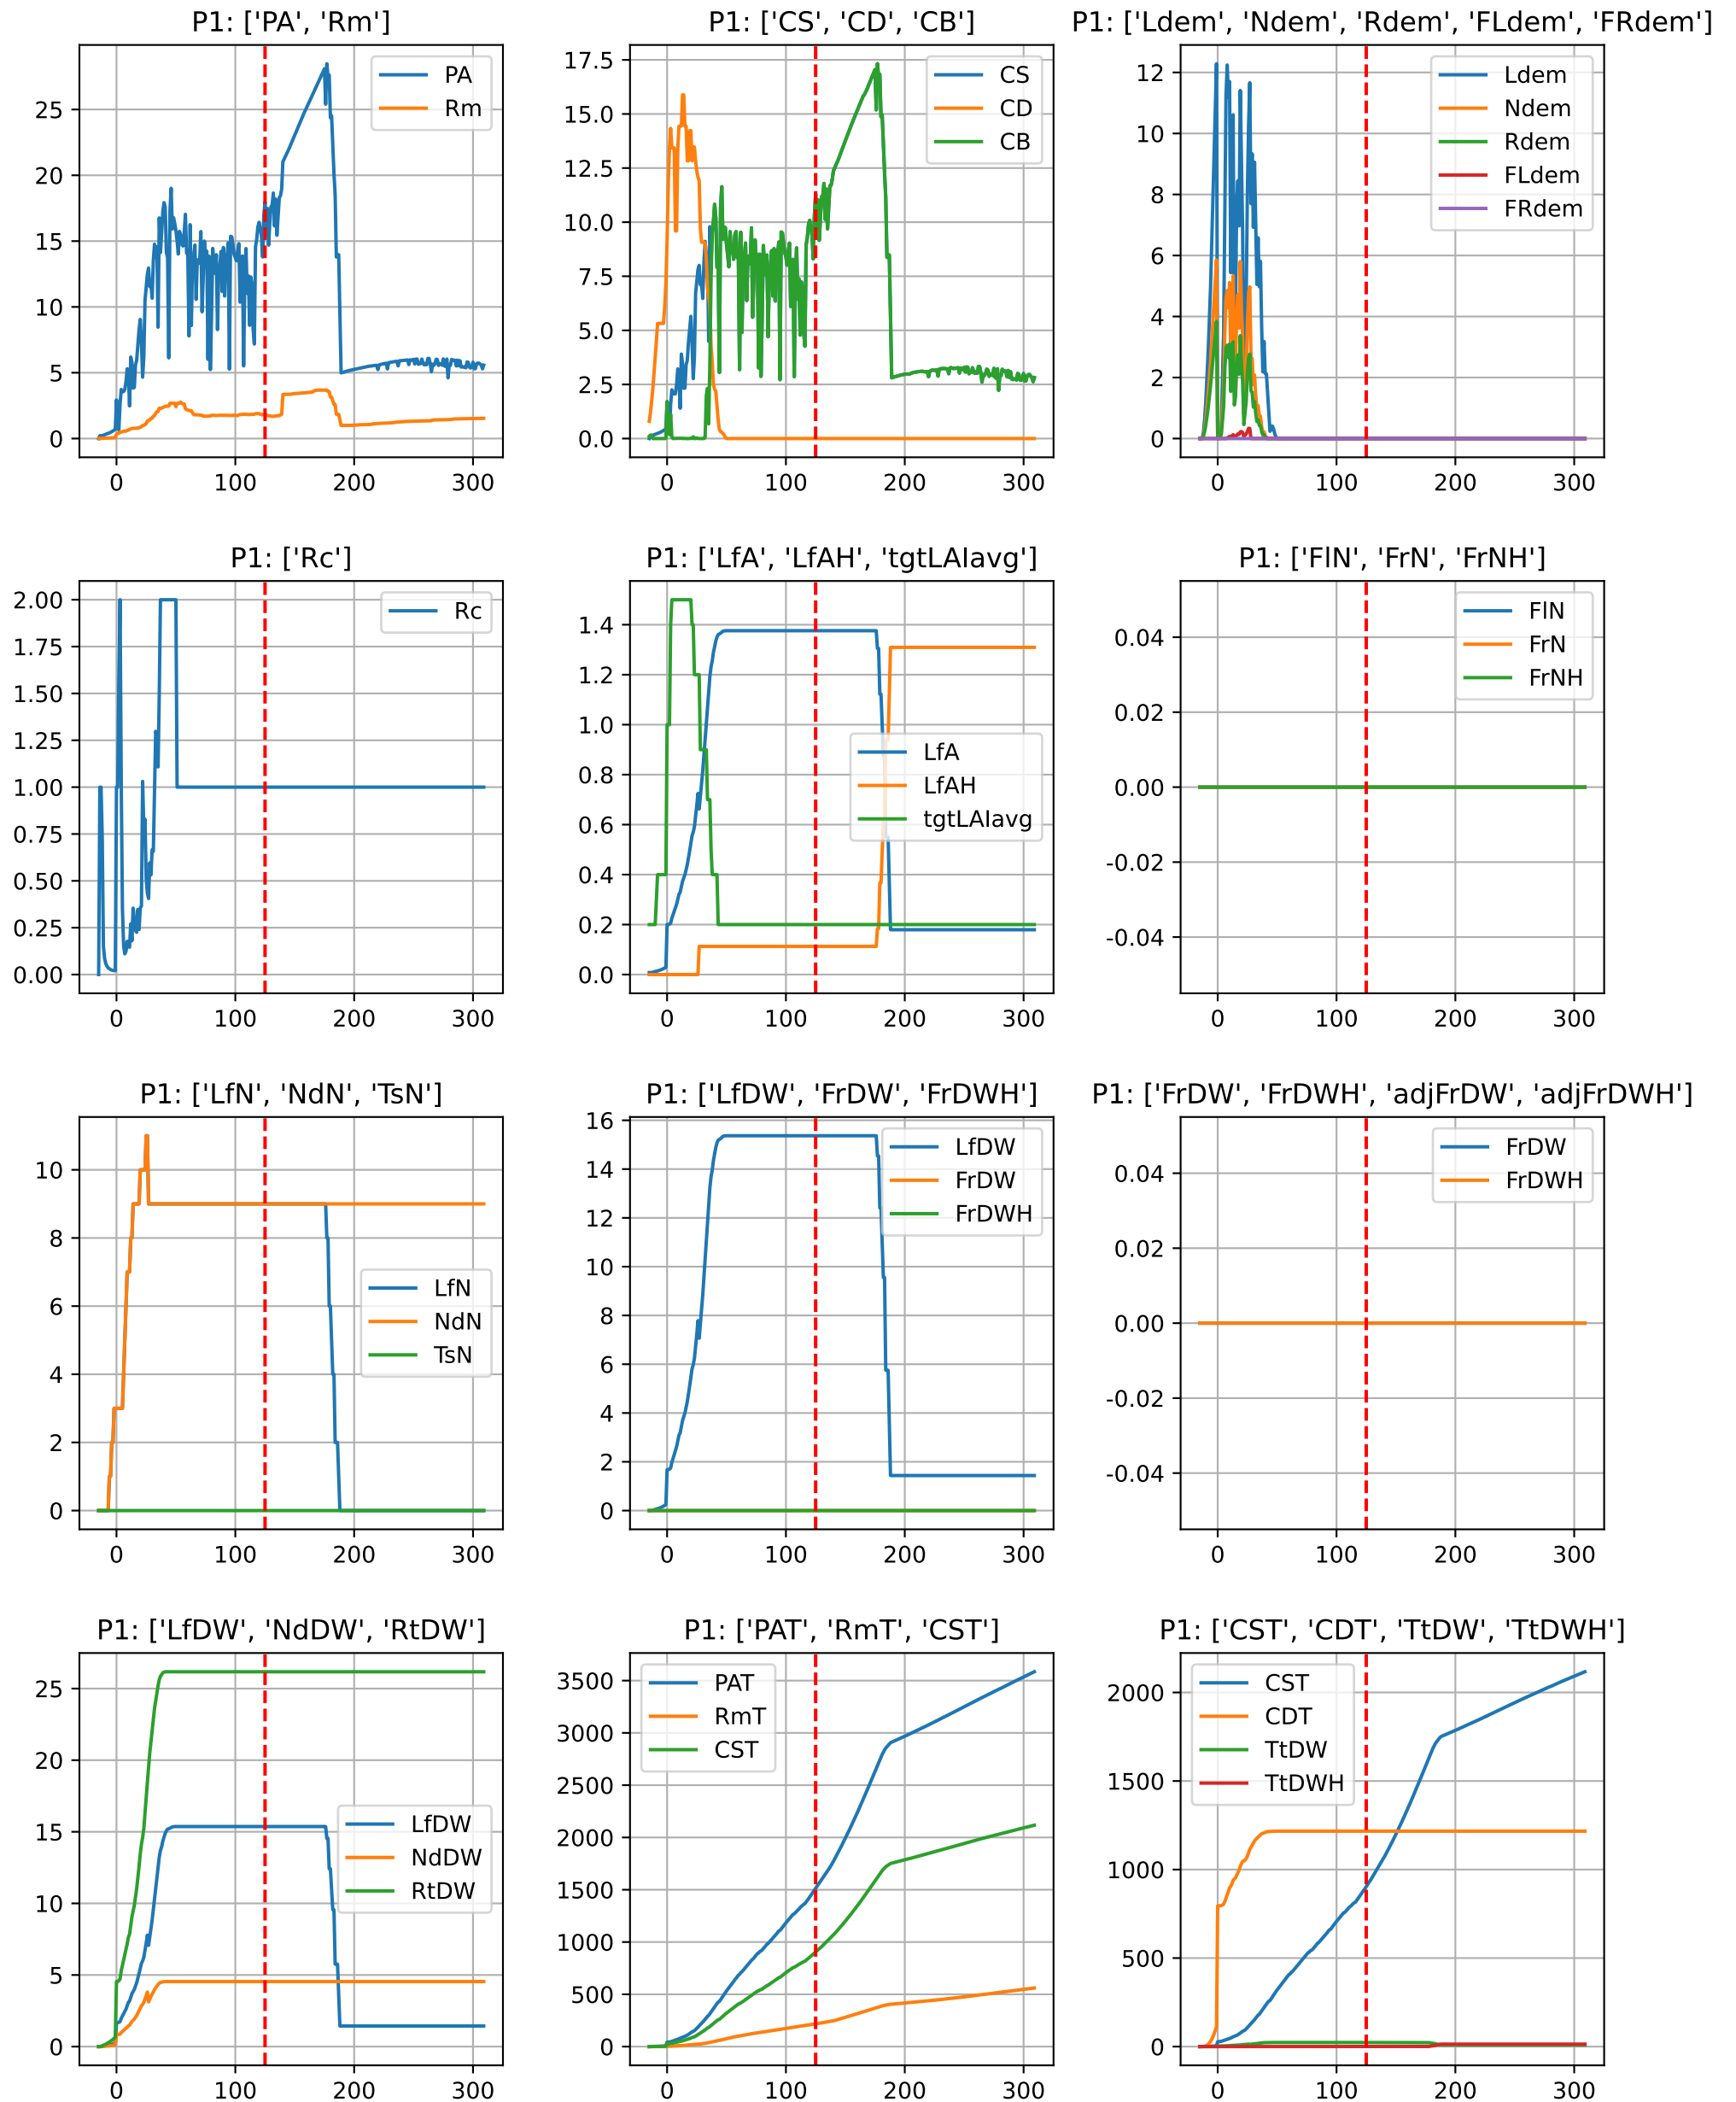 P1: ['PA', 'Rm']
25
20
15
10
5
0
0 100 200 300
PA
Rm
P1: ['CS', 'CD', 'CB']
17.5
15.0
12.5
10.0
7.5
5.0
2.5
0.0
0 100 200 300
CS
CD
CB
P1: ['Ldem', 'Ndem', 'Rdem', 'FLdem', 'FRdem']
12
10
8
6
4
2
0
0 100 200 300
Ldem
Ndem
Rdem
FLdem
FRdem
P1: ['Rc']
2.00
1.75
1.50
1.25
1.00
0.75
0.50
0.25
0.00
0 100 200 300
Rc
P1: ['LfA', 'LfAH', 'tgtLAIavg']
1.4
1.2
1.0
0.8
0.6
0.4
0.2
0.0
0 100 200 300
LfA
LfAH
tgtLAIavg
P1: ['FlN', 'FrN', 'FrNH']
0.04
0.02
0.00
-0.02
-0.04
0 100 200 300
FlN
FrN
FrNH
P1: ['LfN', 'NdN', 'TsN']
10
8
6
4
2
0
0 100 200 300
LfN
NdN
TsN
P1: ['LfDW', 'FrDW', 'FrDWH']
16
14
12
10
8
6
4
2
0
0 100 200 300
LfDW
FrDW
FrDWH
P1: ['FrDW', 'FrDWH', 'adjFrDW', 'adjFrDWH']
0.04
0.02
0.00
-0.02
-0.04
0 100 200 300
FrDW
FrDWH
P1: ['LfDW', 'NdDW', 'RtDW']
25
20
15
10
5
0
0 100 200 300
LfDW
NdDW
RtDW
P1: ['PAT', 'RmT', 'CST']
3500
3000
2500
2000
1500
1000
500
0
0 100 200 300
PAT
RmT
CST
P1: ['CST', 'CDT', 'TtDW', 'TtDWH']
2000
1500
1000
500
0
0 100 200 300
CST
CDT
TtDW
TtDWH